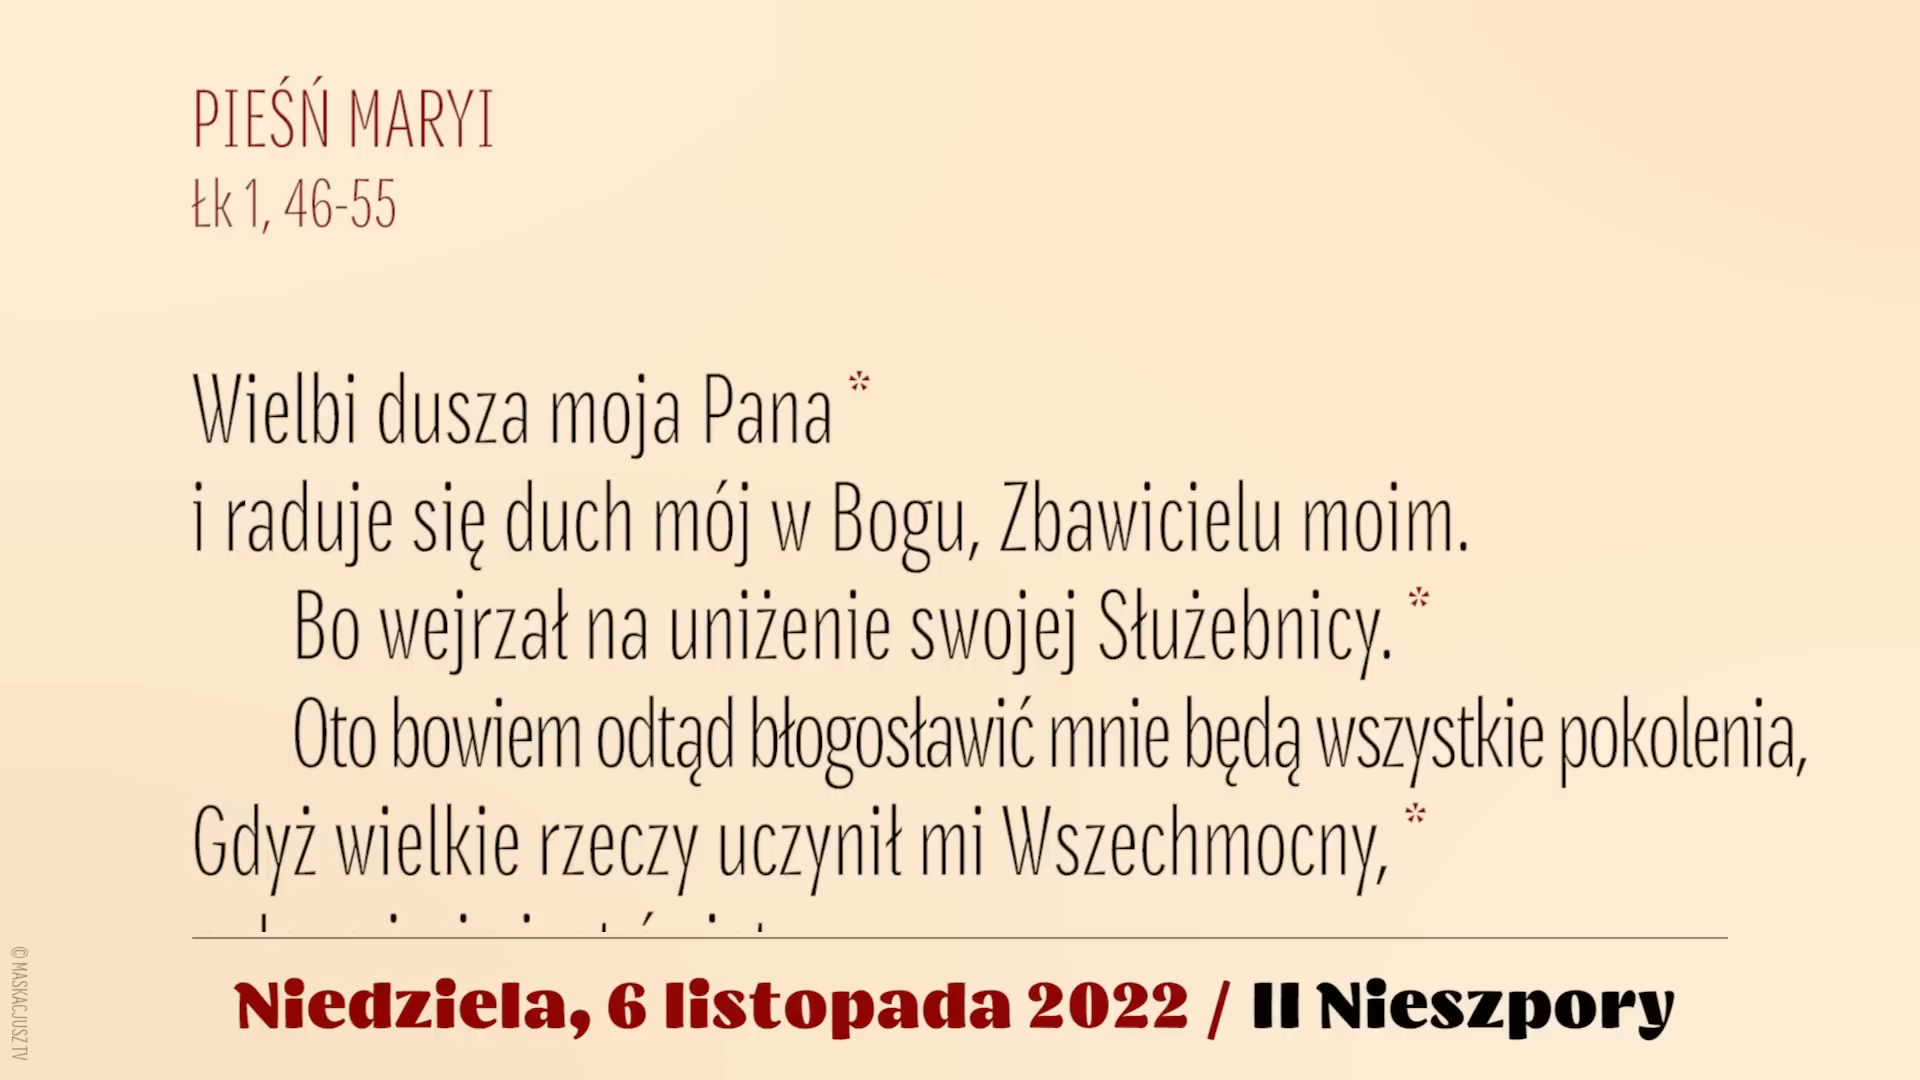 PIEŚŃ MARYI
Łk 1, 46-55
Wielbi dusza moja Pana *
i raduje się duch mój w Bogu, Zbawicielu moim.
Bo wejrzał na uniżenie swojej Służebnicy. *
Oto bowiem odtąd błogosławić mnie będą wszystkie pokolenia,
Gdyż wielkie rzeczy uczynił mi Wszechmocny, *
Niedziela, 6 listopada 2022 / II Nieszpory
© MASKACJUSZ TV